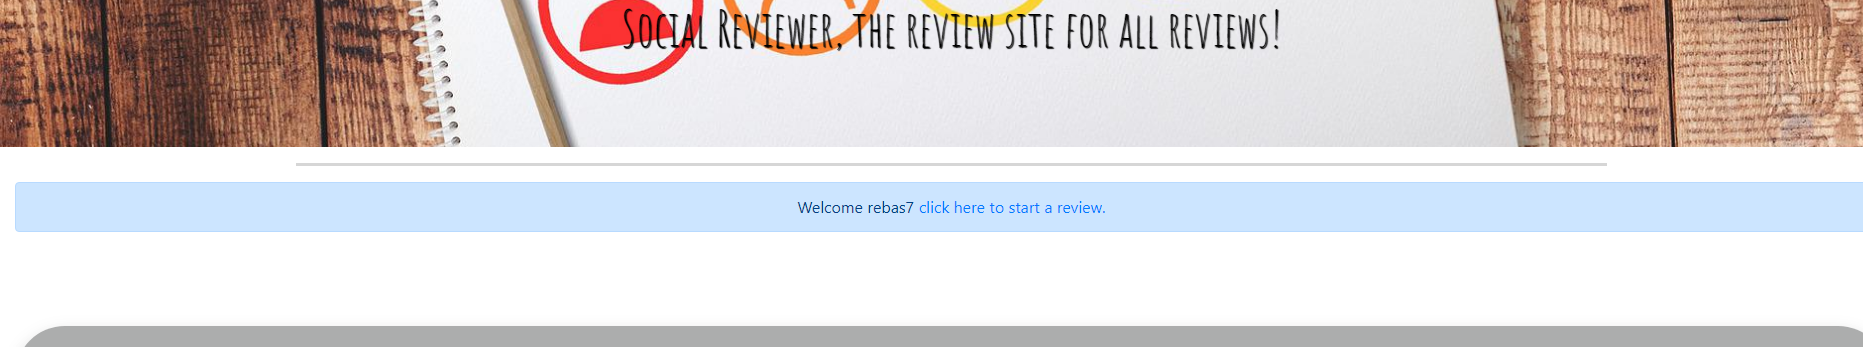 Social Reviewer, the review site for all reviews!
Welcome rebas7 click here to start a review.